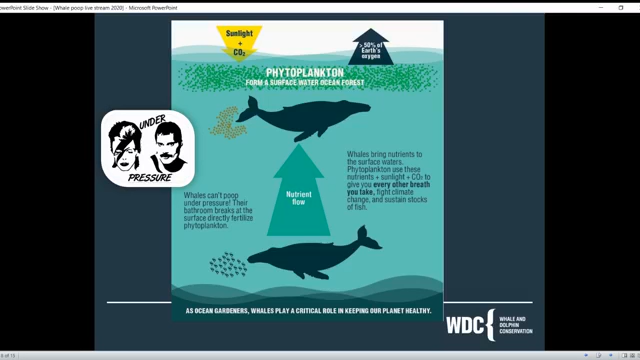 PowerPoint Slide Show - [Whale poop live stream 2020] - Microsoft PowerPoint
Sunlight
+
CO₂
> 50% of
Earth's
oxygen
PHYTOPLANKTON
FORM A SURFACE WATER OCEAN FOREST
UNDER
PRESSURE
Whales bring nutrients to
the surface waters.
Phytoplankton use these
nutrients + sunlight + CO₂ to
give you every other breath
you take, fight climate
change, and sustain stocks
of fish.
Whales can't poop
under pressure! Their
bathroom breaks at the
surface directly fertilize
phytoplankton.
Nutrient
flow
AS OCEAN GARDENERS, WHALES PLAY A CRITICAL ROLE IN KEEPING OUR PLANET HEALTHY.
WDC
WHALE AND
DOLPHIN
CONSERVATION